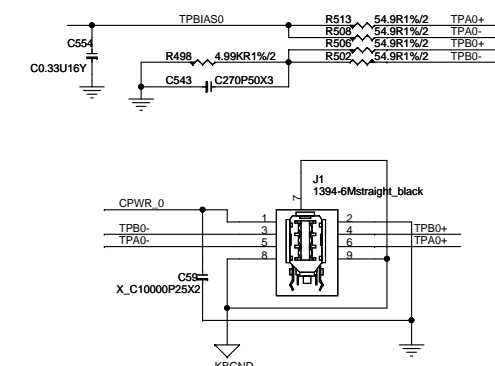 TPBIAS0 R513 54.9R1%/2 TPA0+
R508 54.9R1%/2 TPA0-
C554 R506 54.9R1%/2 TPB0+
R498 4.99KR1%/2 R502 54.9R1%/2 TPB0-
C0.33U16Y
C543 C270P50X3
J1
1394-6Mstraight_black
7
CPWR_0
1 2
TPB0- 3 4 TPB0+
TPA0- 5 6 TPA0+
8 9
C59
X_C10000P25X2
KBGND